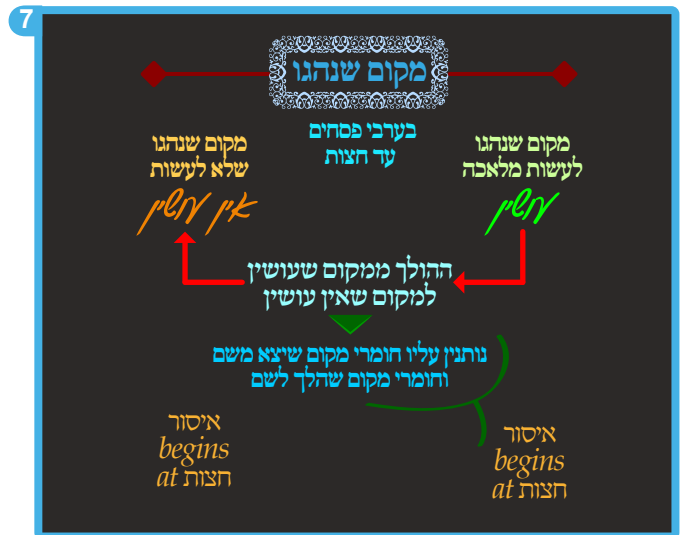 7
מקום שנהגו
בערבי פסחים
עד חצות
מקום שנהגו
לעשות מלאכה
עושין
מקום שנהגו
שלא לעשות
אין עושין
ההולך ממקום שעושין
למקום שאין עושין
נותנין עליו חומרי מקום שיצא משם
וחומרי מקום שהלך לשם
איסור
begins
at חצות
איסור
begins
at חצות